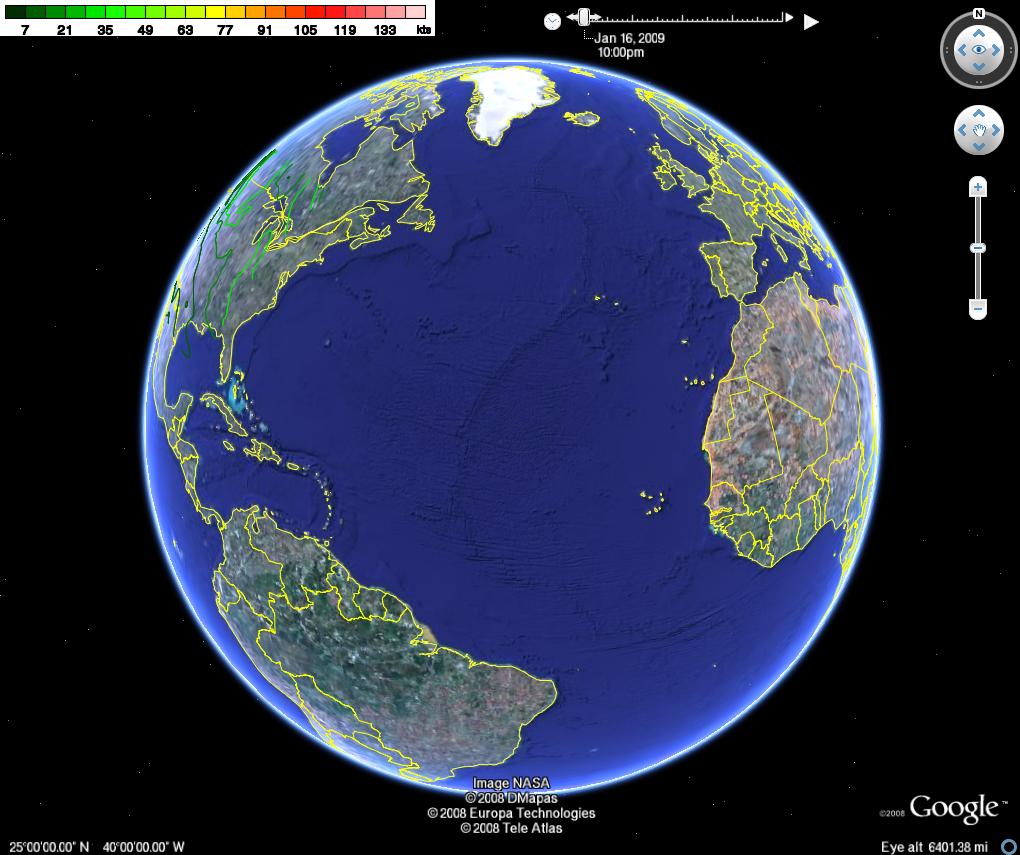 7 21 35 49 63 77 91 105 119 133 kts
Jan 16, 2009
10:00pm
N
Image NASA
© 2008 DMapas
© 2008 Europa Technologies
© 2008 Tele Atlas
©2008 Google™
25°00'00.00" N 40°00'00.00" W
Eye alt 6401.38 mi